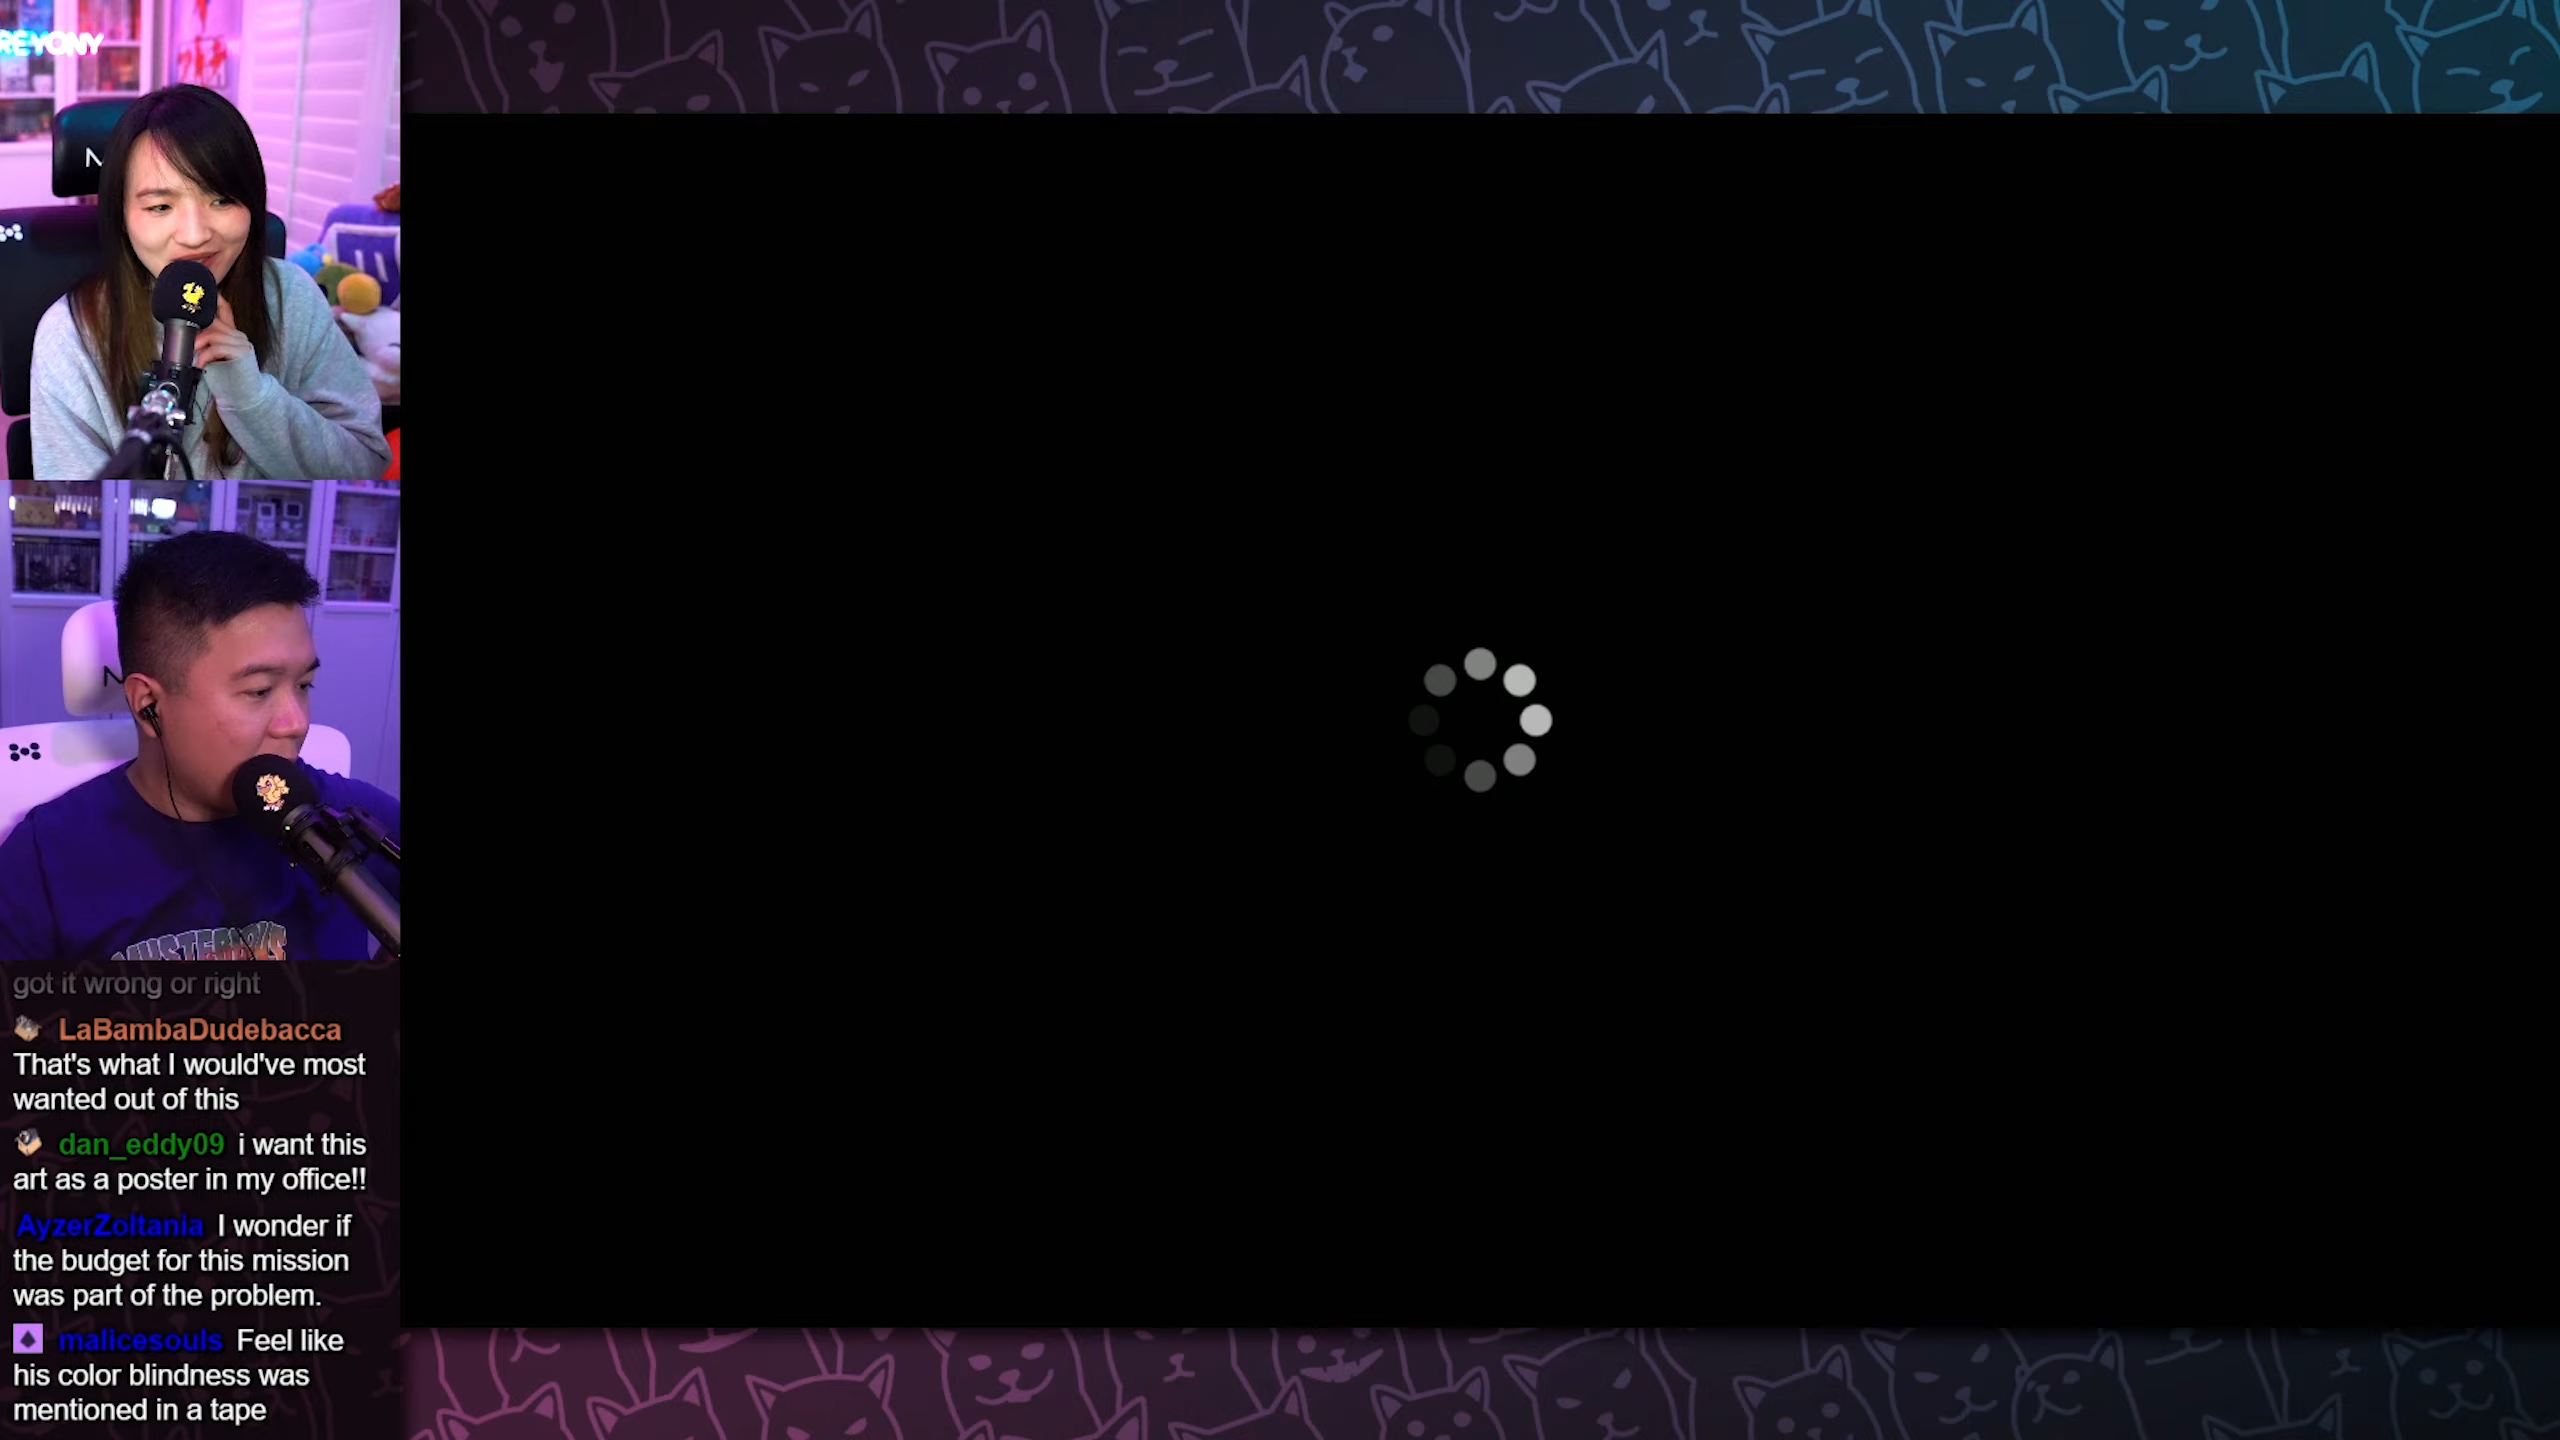 REYONY
N
N
MYSTERIOUS
got it wrong or right
LaBambaDudebacca
That's what I would've most
wanted out of this
dan_eddy09 i want this
art as a poster in my office!!
AyzerZoltania I wonder if
the budget for this mission
was part of the problem.
malicesouls Feel like
his color blindness was
mentioned in a tape